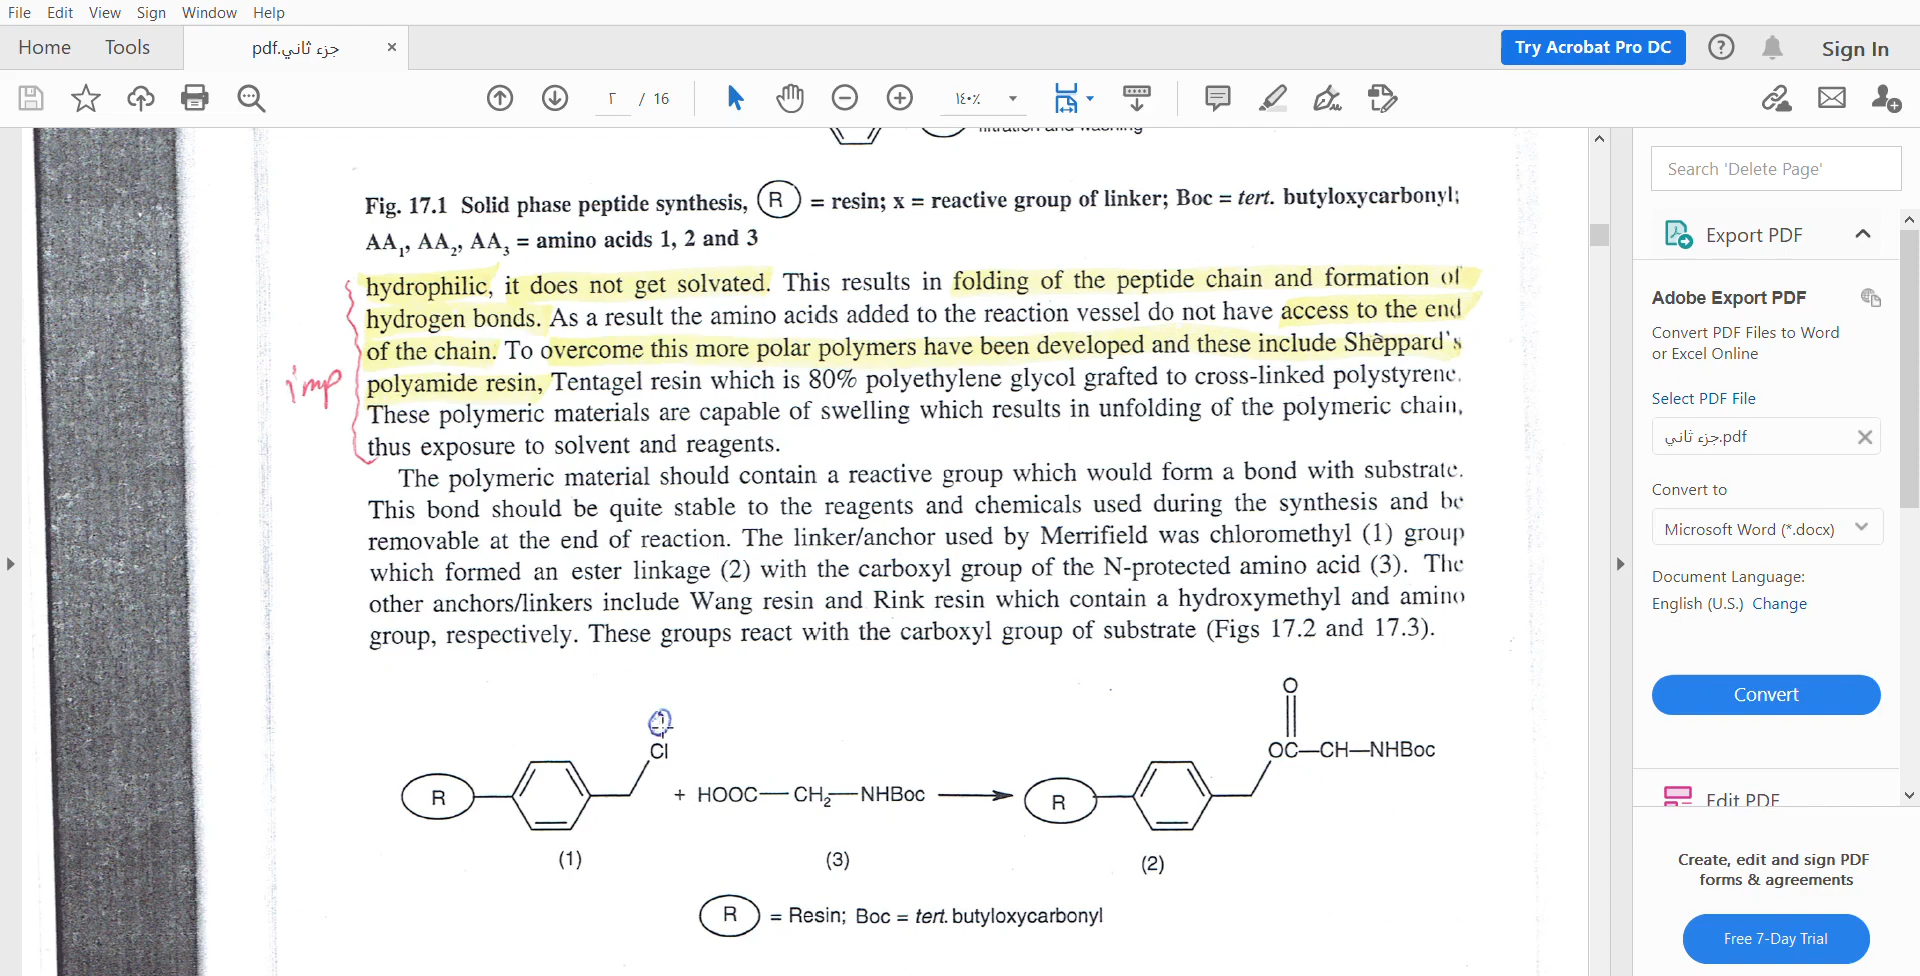 File Edit View Sign Window Help
Home Tools جزء ثاني.pdf × Try Acrobat Pro DC ? Sign In
٢ / 16 ١٤٠٪
filtration and washing
Fig. 17.1 Solid phase peptide synthesis, R = resin; x = reactive group of linker; Boc = tert. butyloxycarbonyl;
AA₁, AA₂, AA₃ = amino acids 1, 2 and 3
hydrophilic, it does not get solvated. This results in folding of the peptide chain and formation of
hydrogen bonds. As a result the amino acids added to the reaction vessel do not have access to the end
of the chain. To overcome this more polar polymers have been developed and these include Sheppard's
imp
polyamide resin, Tentagel resin which is 80% polyethylene glycol grafted to cross-linked polystyrene.
These polymeric materials are capable of swelling which results in unfolding of the polymeric chain,
thus exposure to solvent and reagents.
The polymeric material should contain a reactive group which would form a bond with substrate.
This bond should be quite stable to the reagents and chemicals used during the synthesis and be
removable at the end of reaction. The linker/anchor used by Merrifield was chloromethyl (1) group
which formed an ester linkage (2) with the carboxyl group of the N-protected amino acid (3). The
other anchors/linkers include Wang resin and Rink resin which contain a hydroxymethyl and amino
group, respectively. These groups react with the carboxyl group of substrate (Figs 17.2 and 17.3).
O
Cl OC—CH—NHBoc
R + HOOC—CH₂—NHBoc R
(1) (3) (2)
R = Resin; Boc = tert. butyloxycarbonyl
Search 'Delete Page'
Export PDF
Adobe Export PDF
Convert PDF Files to Word
or Excel Online
Select PDF File
جزء ثاني.pdf
Convert to
Microsoft Word (*.docx)
Document Language:
English (U.S.) Change
Convert
Edit PDF
Create, edit and sign PDF
forms & agreements
Free 7-Day Trial